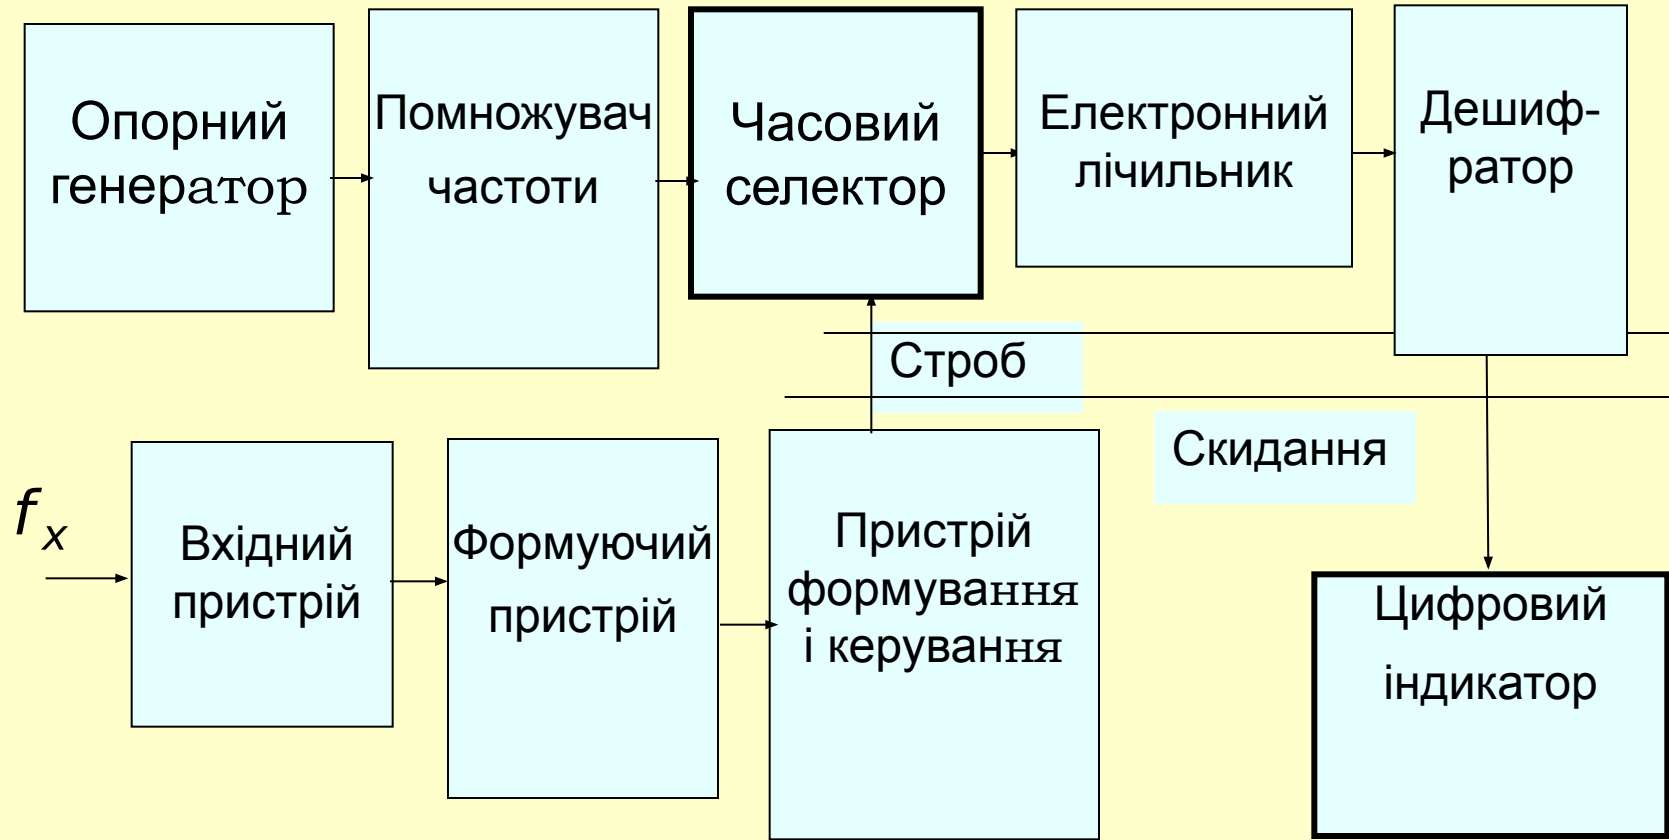 Опорний
генератор
Помножувач
частоти
Часовий
селектор
Електронний
лічильник
Дешиф-
ратор
Строб
Скидання
f x
Вхідний
пристрій
Формуючий
пристрій
Пристрій
формування
і керування
Цифровий
індикатор